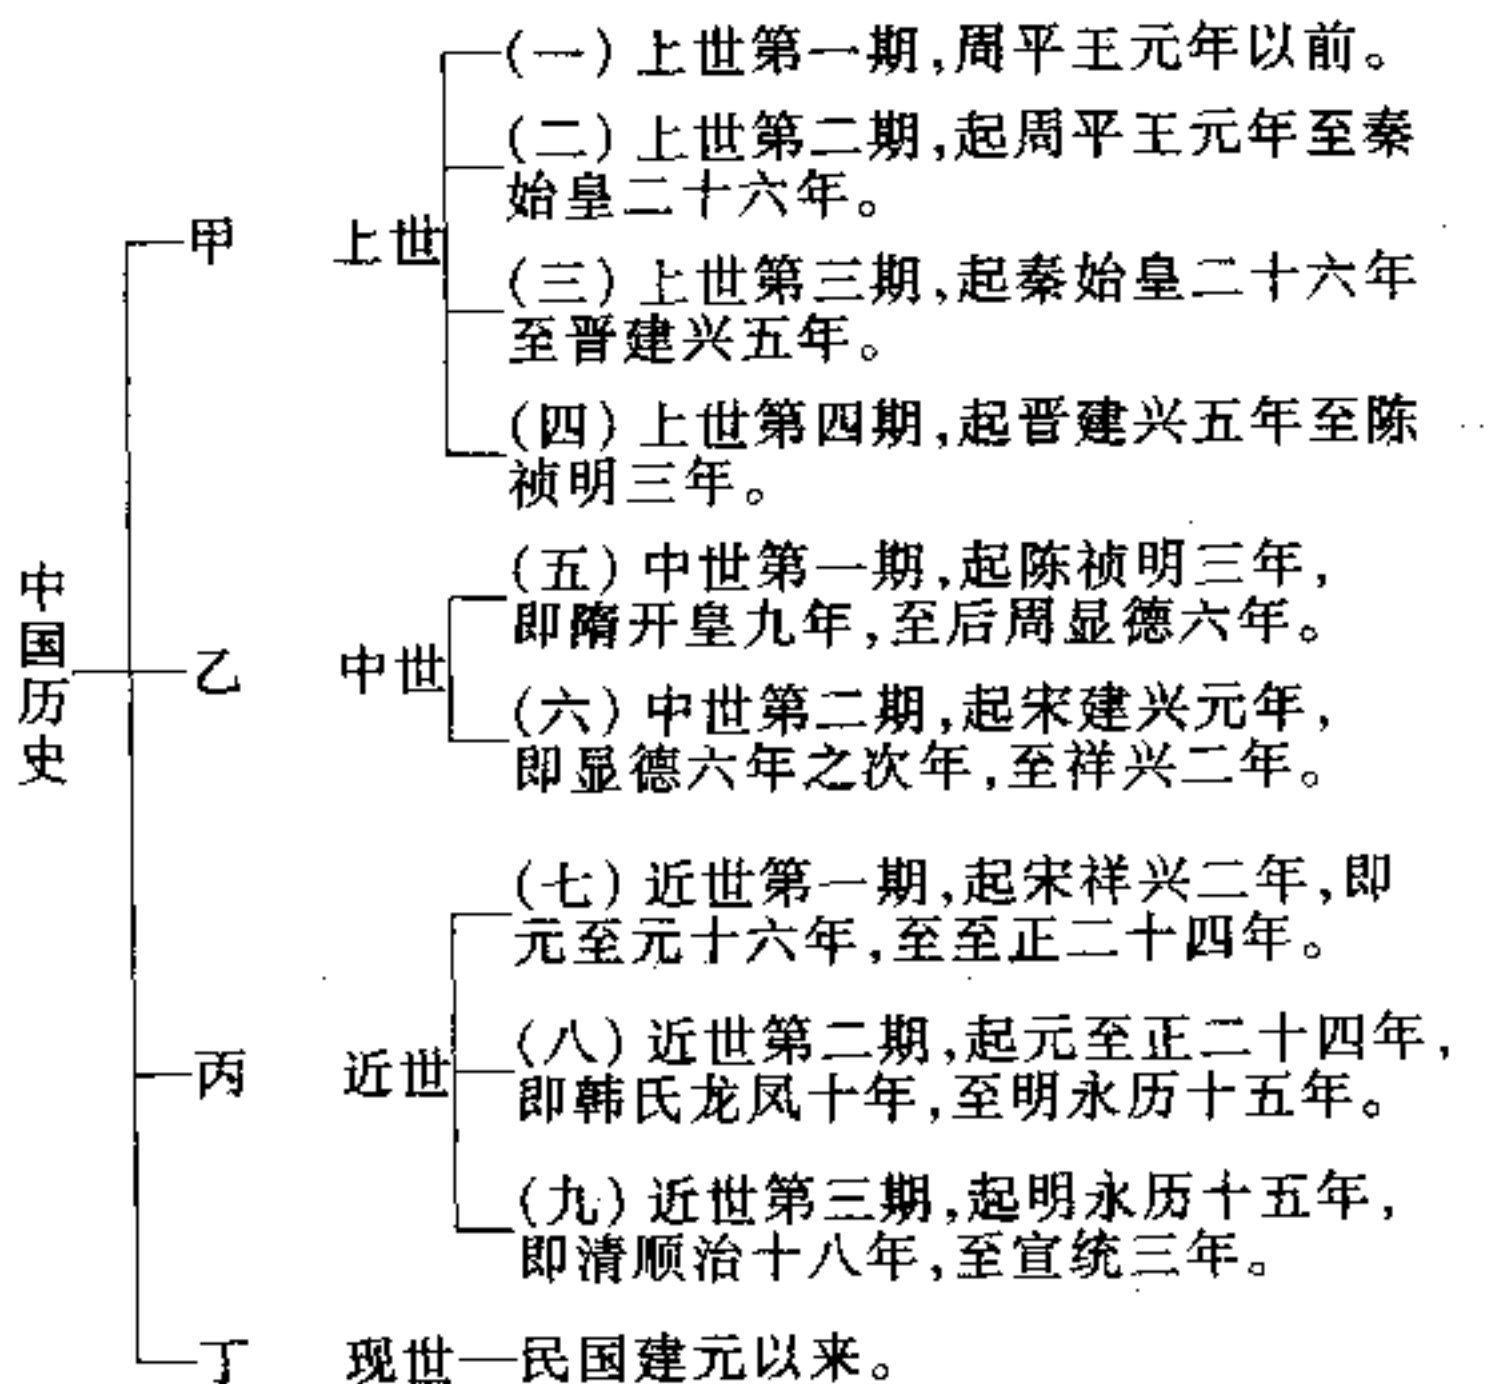 中国历史
甲 上世
(一)上世第一期,周平王元年以前。
(二)上世第二期,起周平王元年至秦
始皇二十六年。
(三)上世第三期,起秦始皇二十六年
至晋建兴五年。
(四)上世第四期,起晋建兴五年至陈
祯明三年。
乙 中世
(五)中世第一期,起陈祯明三年,
即隋开皇九年,至后周显德六年。
(六)中世第二期,起宋建兴元年,
即显德六年之次年,至祥兴二年。
丙 近世
(七)近世第一期,起宋祥兴二年,即
元至元十六年,至至正二十四年。
(八)近世第二期,起元至正二十四年,
即韩氏龙凤十年,至明永历十五年。
(九)近世第三期,起明永历十五年,
即清顺治十八年,至宣统三年。
丁 现世
民国建元以来。